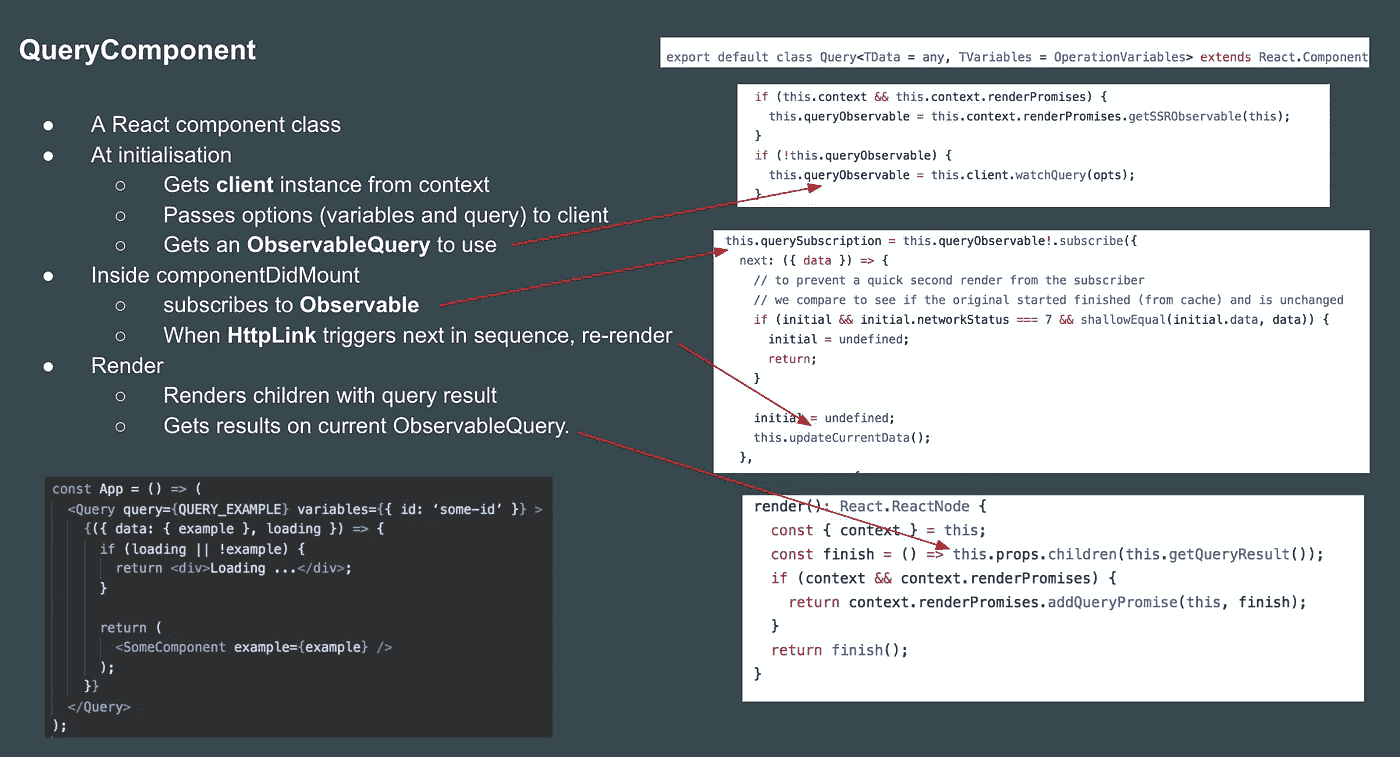 QueryComponent
● A React component class
● At initialisation
○ Gets client instance from context
○ Passes options (variables and query) to client
○ Gets an ObservableQuery to use
● Inside componentDidMount
○ subscribes to Observable
○ When HttpLink triggers next in sequence, re-render
● Render
○ Renders children with query result
○ Gets results on current ObservableQuery.
const App = () => (
  <Query query={QUERY_EXAMPLE} variables={{ id: ‘some-id’ }} >
    {({ data: { example }, loading }) => {
      if (loading || !example) {
        return <div>Loading ...</div>;
      }
      return (
        <SomeComponent example={example} />
      );
    }}
  </Query>
);
export default class Query<TData = any, TVariables = OperationVariables> extends React.Component
if (this.context && this.context.renderPromises) {
  this.queryObservable = this.context.renderPromises.getSSRObservable(this);
}
if (!this.queryObservable) {
  this.queryObservable = this.client.watchQuery(opts);
}
this.querySubscription = this.queryObservable!.subscribe({
  next: ({ data }) => {
    // to prevent a quick second render from the subscriber
    // we compare to see if the original started finished (from cache) and is unchanged
    if (initial && initial.networkStatus === 7 && shallowEqual(initial.data, data)) {
      initial = undefined;
      return;
    }
    initial = undefined;
    this.updateCurrentData();
  },
render(): React.ReactNode {
  const { context } = this;
  const finish = () => this.props.children(this.getQueryResult());
  if (context && context.renderPromises) {
    return context.renderPromises.addQueryPromise(this, finish);
  }
  return finish();
}